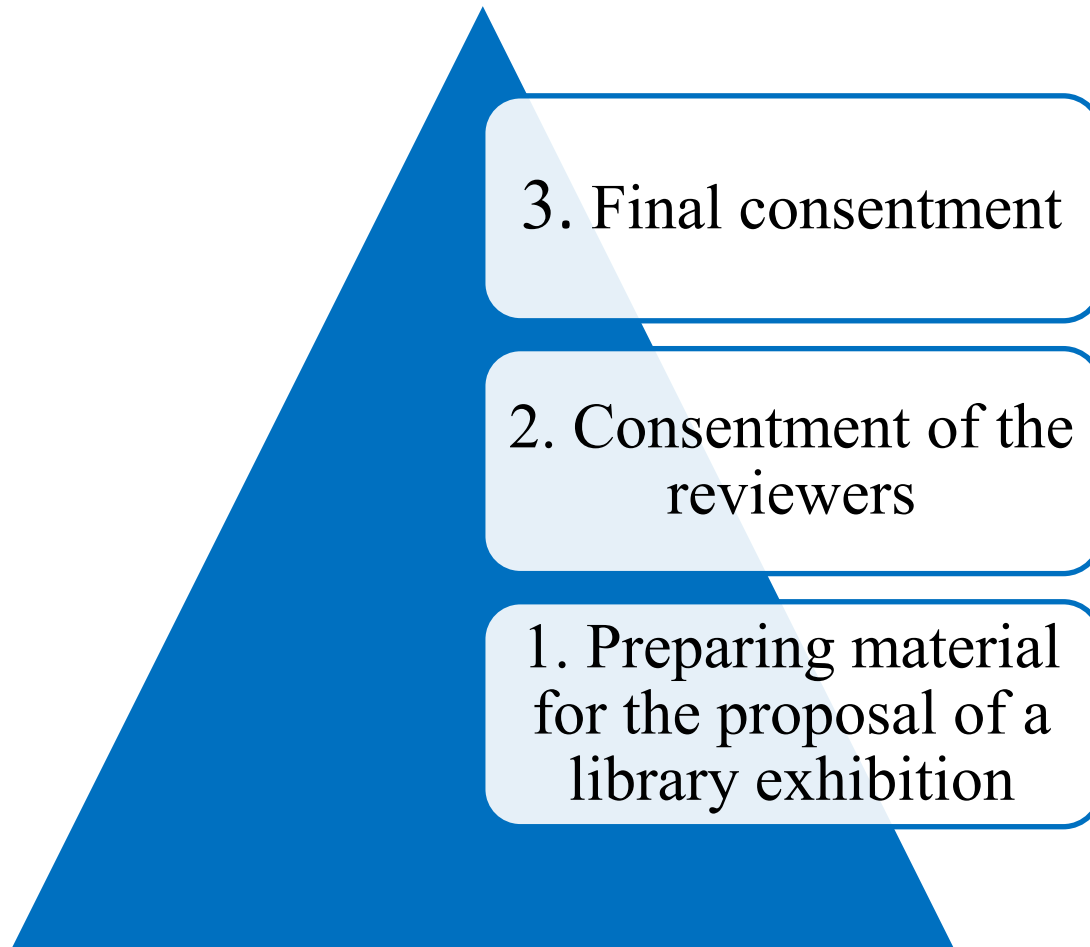 3. Final consentment
2. Consentment of the
reviewers
1. Preparing material
for the proposal of a
library exhibition